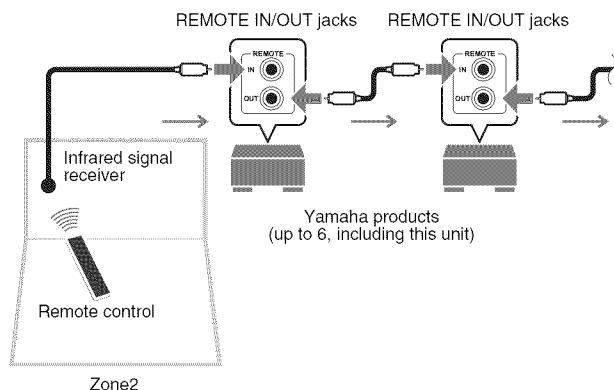 REMOTE IN/OUT jacks
REMOTE IN/OUT jacks
REMOTE
IN
OUT
REMOTE
IN
OUT
Infrared signal
receiver
Yamaha products
(up to 6, including this unit)
Remote control
Zone2